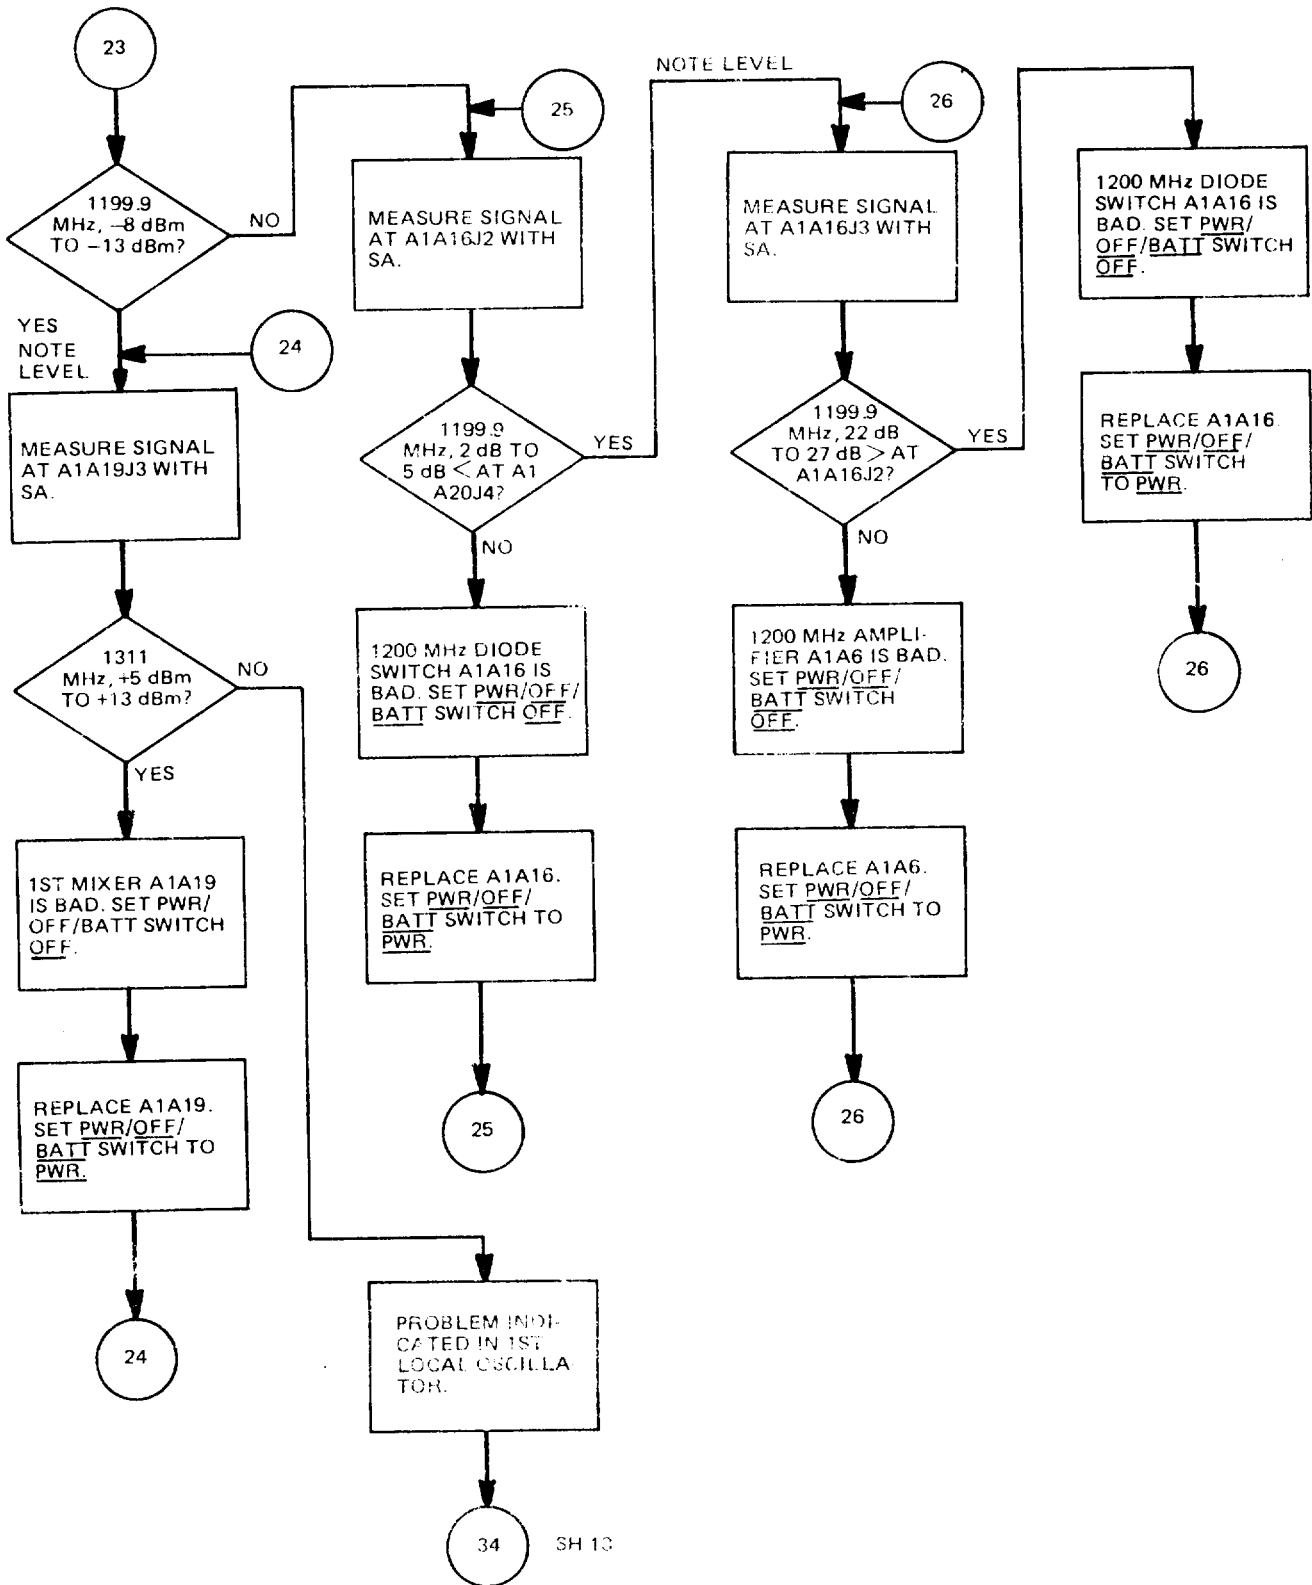 23
1199.9
MHz, –8 dBm
TO –13 dBm?
NO
YES
NOTE
LEVEL
24
MEASURE SIGNAL
AT A1A19J3 WITH
SA.
1311
MHz, +5 dBm
TO +13 dBm?
NO
YES
1ST MIXER A1A19
IS BAD. SET PWR/
OFF/BATT SWITCH
OFF.
REPLACE A1A19.
SET PWR/OFF/
BATT SWITCH TO
PWR.
24
25
MEASURE SIGNAL
AT A1A16J2 WITH
SA.
1199.9
MHz, 2 dB TO
5 dB < AT A1
A20J4?
YES
NO
1200 MHz DIODE
SWITCH A1A16 IS
BAD. SET PWR/OFF/
BATT SWITCH OFF.
REPLACE A1A16.
SET PWR/OFF/
BATT SWITCH TO
PWR.
25
PROBLEM INDI-
CATED IN 1ST
LOCAL OSCILLA
TOR.
34
SH 13
NOTE LEVEL
26
MEASURE SIGNAL
AT A1A16J3 WITH
SA.
1199.9
MHz, 22 dB
TO 27 dB > AT
A1A16J2?
YES
NO
1200 MHz AMPLI-
FIER A1A6 IS BAD.
SET PWR/OFF/
BATT SWITCH
OFF.
REPLACE A1A6.
SET PWR/OFF/
BATT SWITCH TO
PWR.
26
1200 MHz DIODE
SWITCH A1A16 IS
BAD. SET PWR/
OFF/BATT SWITCH
OFF.
REPLACE A1A16.
SET PWR/OFF/
BATT SWITCH
TO PWR.
26